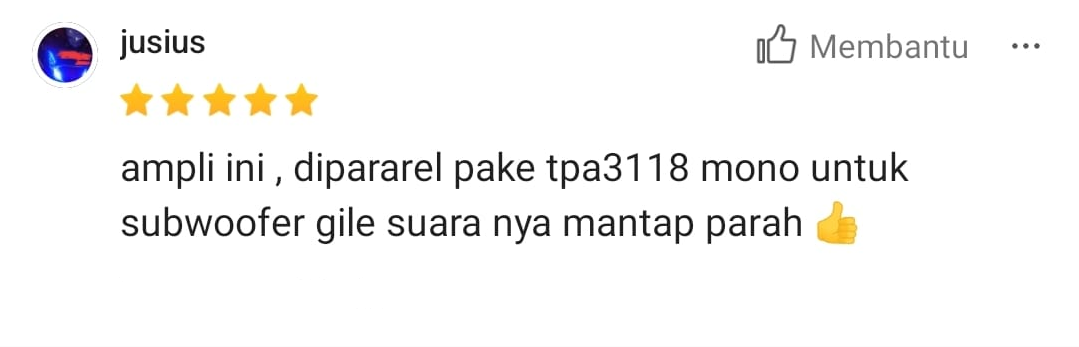 jusius
Membantu
ampli ini , dipararel pake tpa3118 mono untuk
subwoofer gile suara nya mantap parah 👍